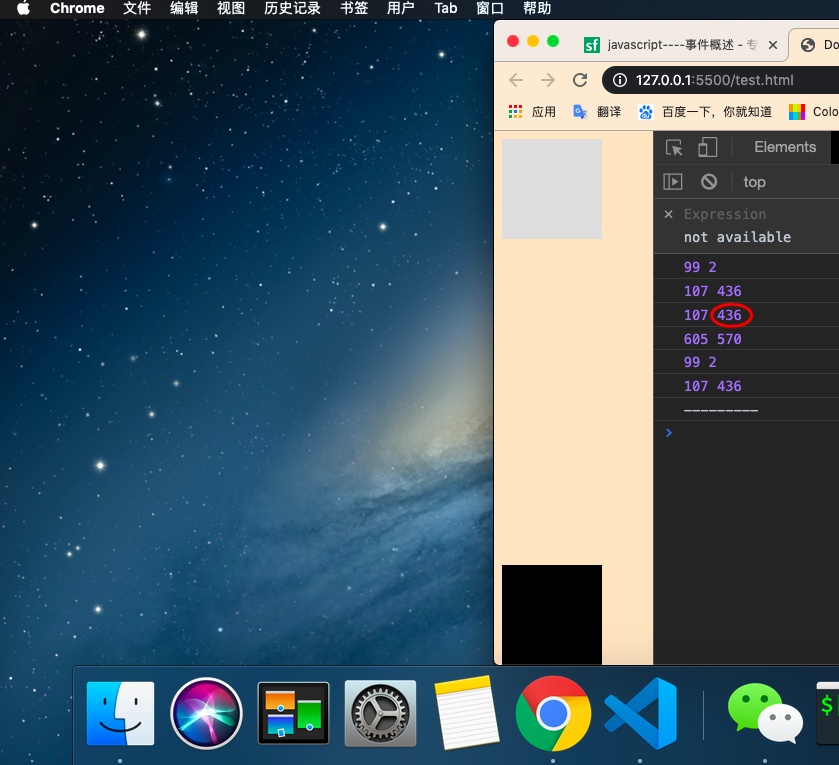 Chrome 文件 编辑 视图 历史记录 书签 用户 Tab 窗口 帮助
sf javascript----事件概述 - 专 × Do
127.0.0.1:5500/test.html
应用 翻译 百度一下，你就知道 Colo
Elements
top
× Expression
not available
99 2
107 436
107 436
605 570
99 2
107 436
---------
>
$